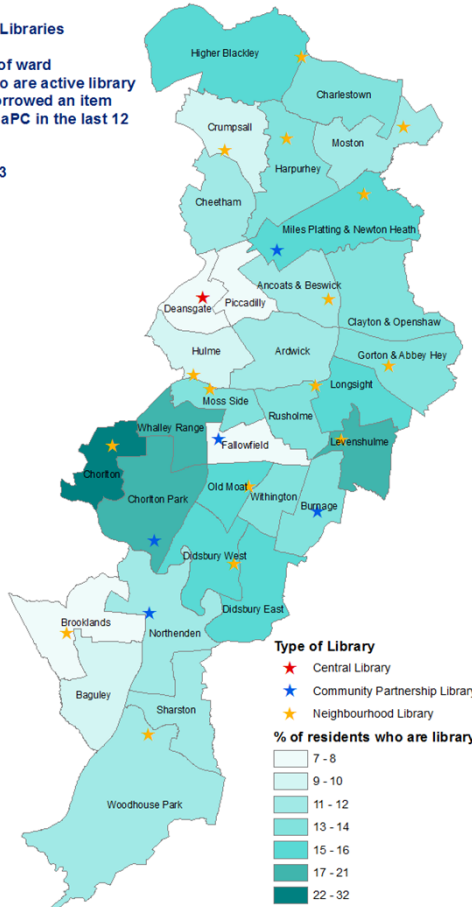 Libraries
of ward
o are active library
orrowed an item
aPC in the last 12
3
Higher Blackley
Charlestown
Crumpsall
Moston
Harpurhey
Cheetham
Miles Platting & Newton Heath
Ancoats & Beswick
Piccadilly
Deansgate
Clayton & Openshaw
Hulme
Ardwick
Gorton & Abbey Hey
Longsight
Moss Side
Rusholme
Whalley Range
Fallowfield
Levenshulme
Chorlton
Old Moat
Chorlton Park
Withington
Burnage
Didsbury West
Didsbury East
Brooklands
Northenden
Baguley
Sharston
Woodhouse Park
Type of Library
Central Library
Community Partnership Library
Neighbourhood Library
% of residents who are library
7 - 8
9 - 10
11 - 12
13 - 14
15 - 16
17 - 21
22 - 32